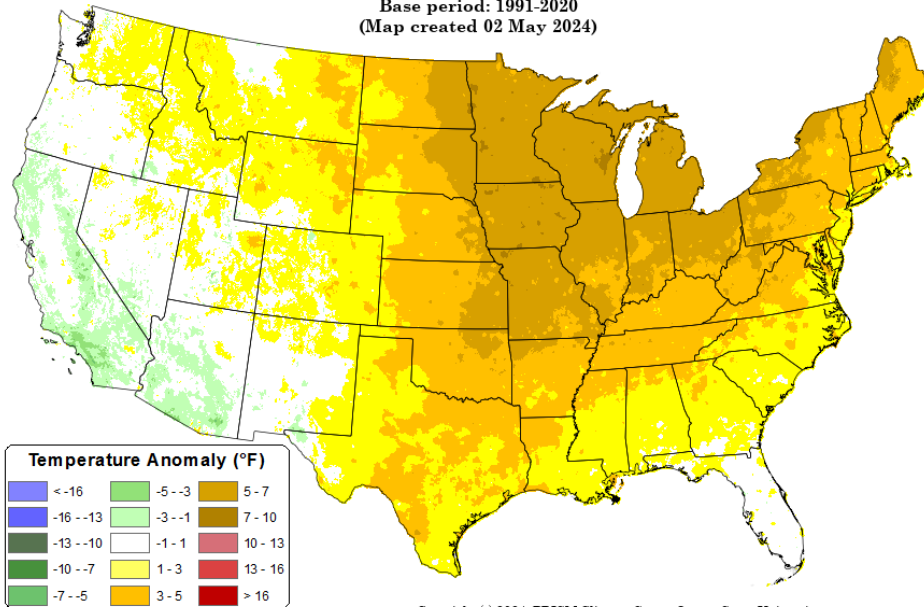 Base period: 1991-2020
(Map created 02 May 2024)
Temperature Anomaly (°F)
< -16
-5 - -3
5 - 7
-16 - -13
-3 - -1
7 - 10
-13 - -10
-1 - 1
10 - 13
-10 - -7
1 - 3
13 - 16
-7 - -5
3 - 5
> 16